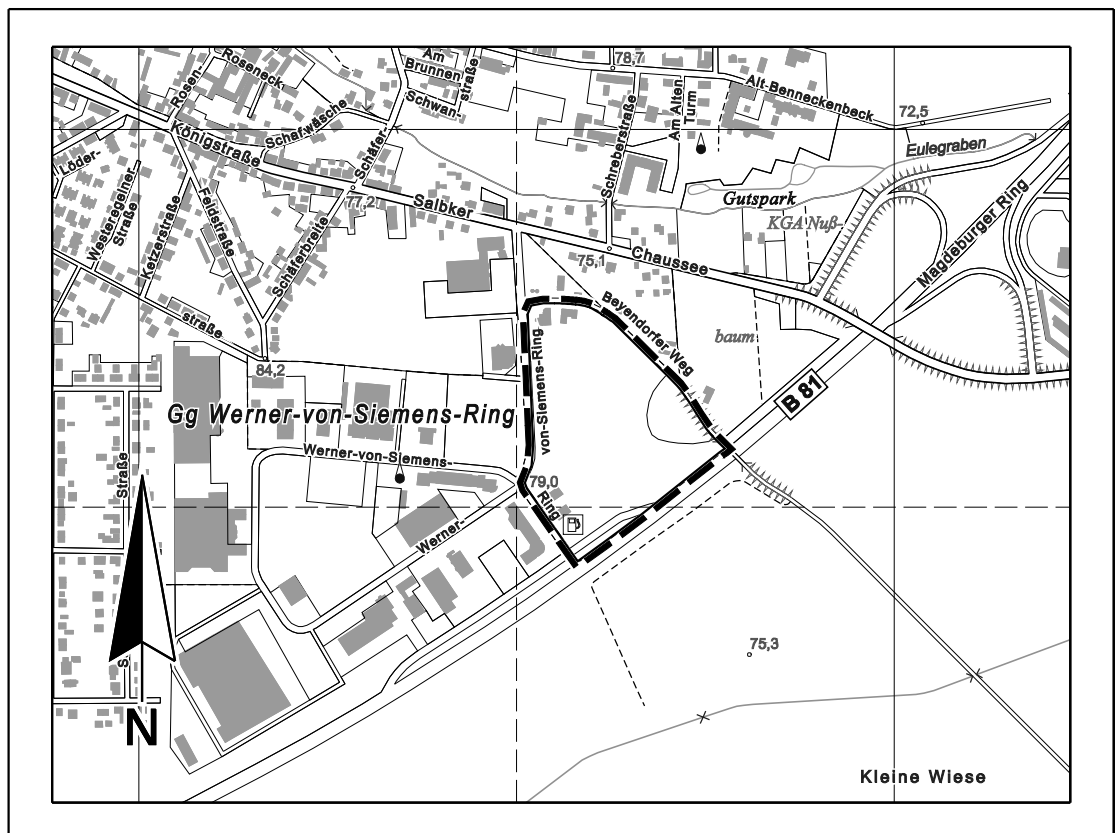 Roseneck
Rosen-
Am
Brunnen
Schwan-
straße
78,7
Am Alten
Turm
Alt-Benneckenbeck
72,5
Eulegraben
Königstraße
Scharfwäsche
Schäfer-
Schreberstraße
Löder-
Westeregelner
Straße
Ketzerstraße
Feldstraße
Schäferbreite
77,2
Salbker
Chaussee
75,1
Gutspark
KGA Nuß-
baum
Magdeburger Ring
B 81
straße
84,2
Beyendorfer Weg
von-Siemens-Ring
Gg Werner-von-Siemens-Ring
Werner-von-Siemens-
79,0
Ring
Werner-
Straße
S
N
75,3
Kleine Wiese